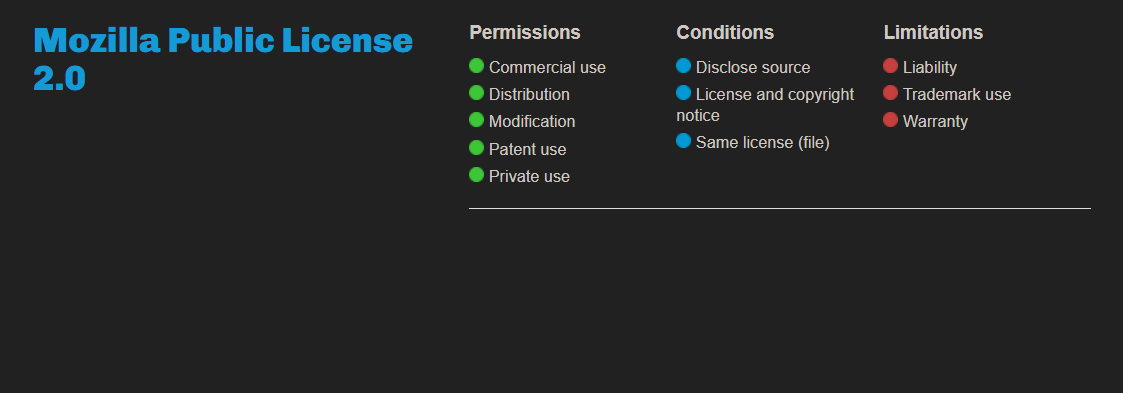 Mozilla Public License
2.0
Permissions
Commercial use
Distribution
Modification
Patent use
Private use
Conditions
Disclose source
License and copyright
notice
Same license (file)
Limitations
Liability
Trademark use
Warranty